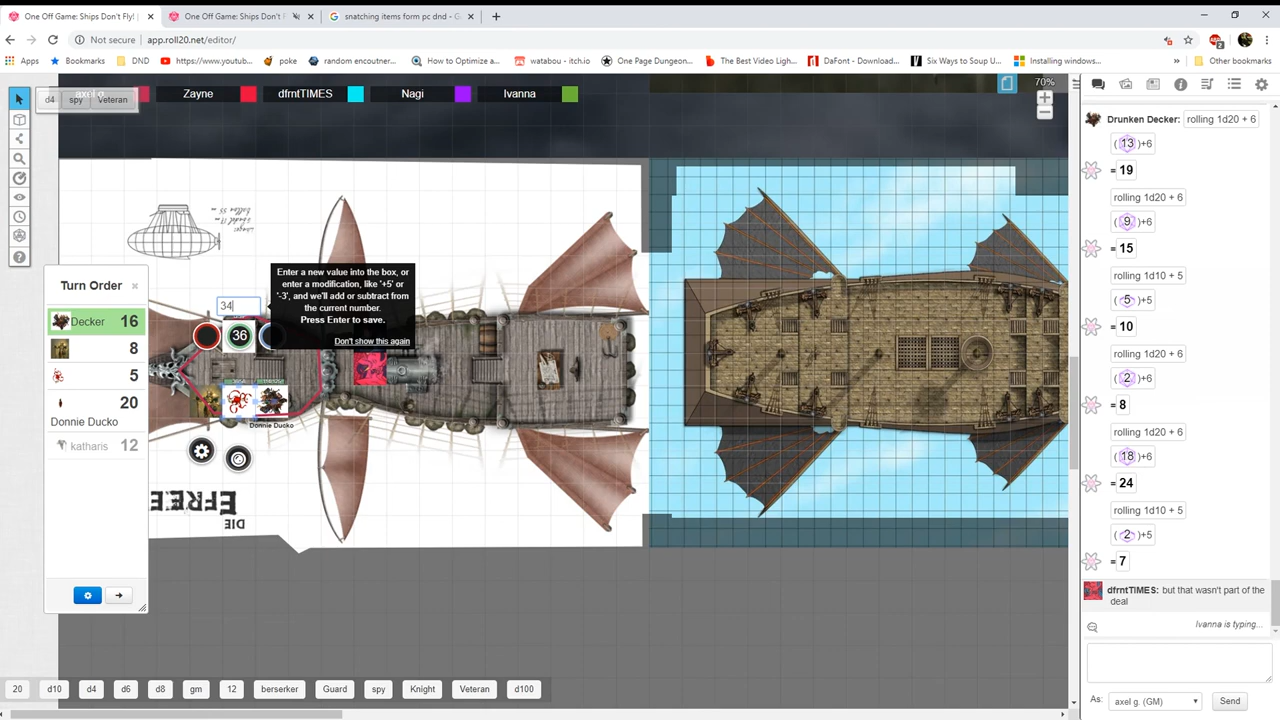 One Off Game: Ships Don't Fly! |
One Off Game: Ships Don't F
snatching items form pc dnd - G
Not secure | app.roll20.net/editor/
Apps
Bookmarks
DND
https://www.youtub...
poke
random encoutner...
How to Optimize a...
watabou - itch.io
One Page Dungeon...
The Best Video Ligh...
DaFont - Downloa...
Six Ways to Soup U...
Installing windows...
»
Other bookmarks
d4
spy
Veteran
Zayne
dfrntTIMES
Nagi
Ivanna
70%
Turn Order
Decker 16
8
5
20
Donnie Ducko
katharis 12
34
36
Enter a new value into the box, or
enter a modification, like '+5' or
'-3', and we'll add or subtract from
the current number.
Press Enter to save.
Don't show this again
Donnie Ducko
EFREE
DIE
Drunken Decker: rolling 1d20 + 6
(13)+6
= 19
rolling 1d20 + 6
(9)+6
= 15
rolling 1d10 + 5
(5)+5
= 10
rolling 1d20 + 6
(2)+6
= 8
rolling 1d20 + 6
(18)+6
= 24
rolling 1d10 + 5
(2)+5
= 7
dfrntTIMES: but that wasn't part of the
deal
Ivanna is typing...
As: axel g. (GM)
Send
20
d10
d4
d6
d8
gm
12
berserker
Guard
spy
Knight
Veteran
d100